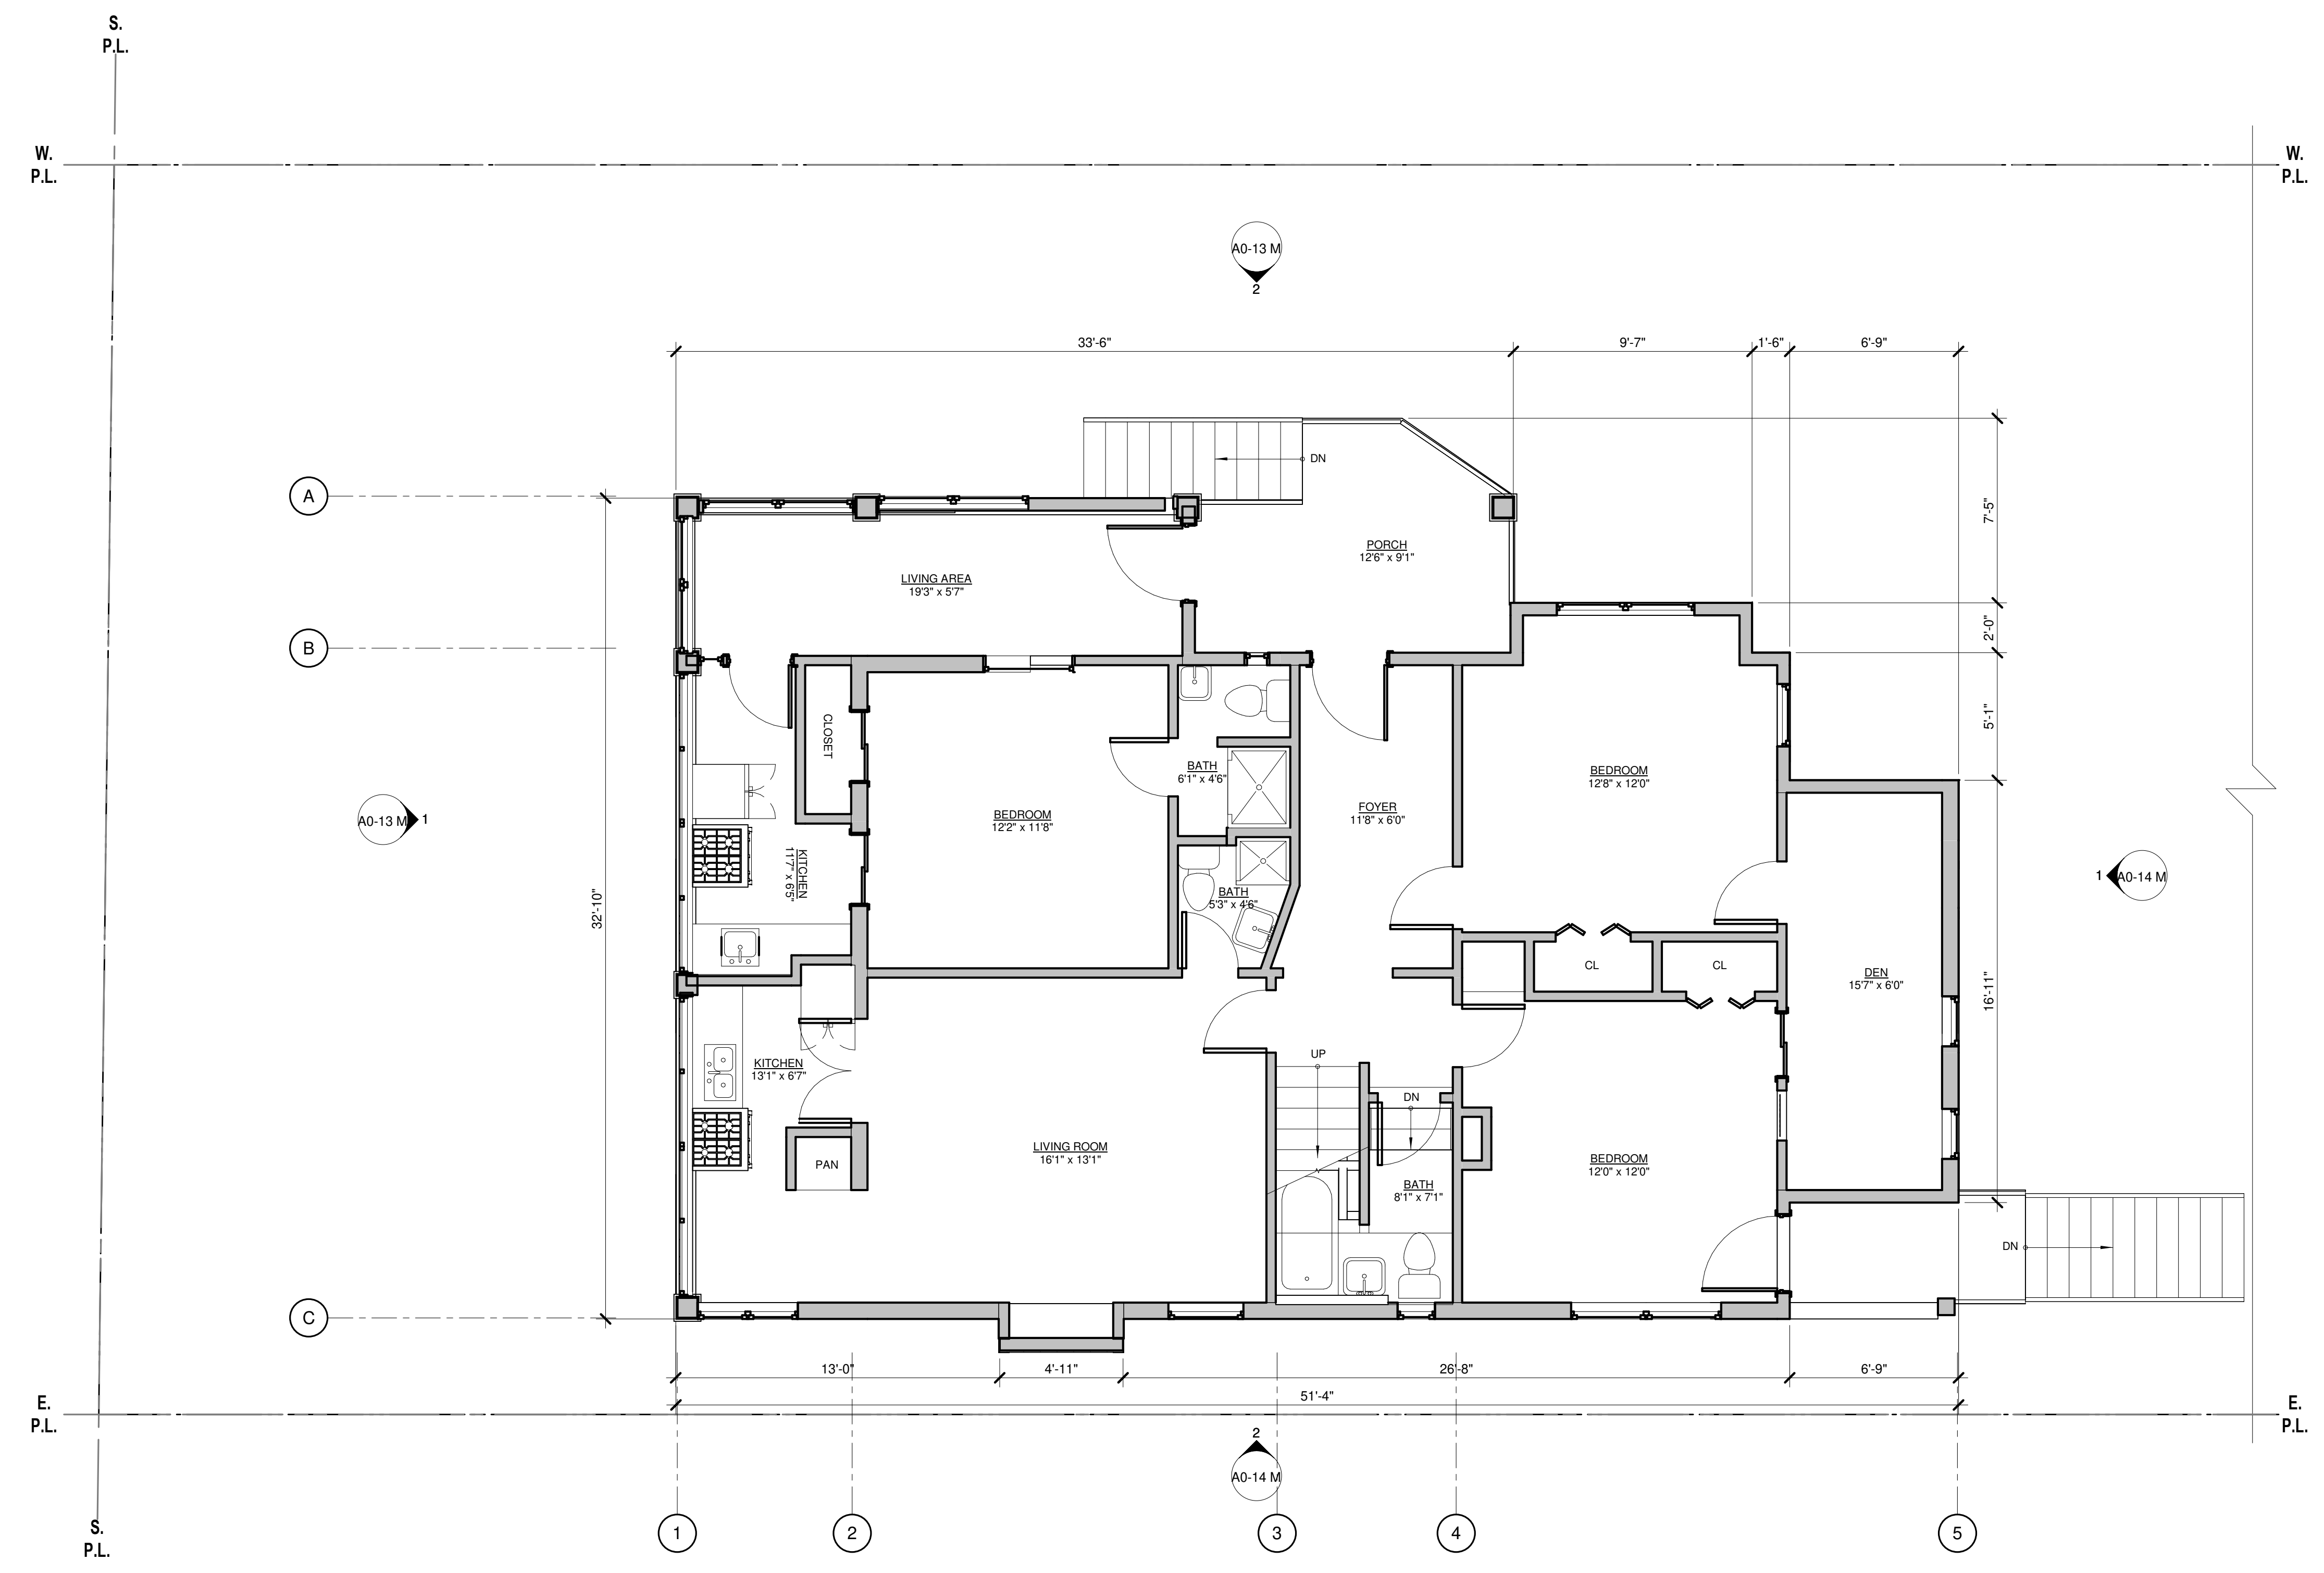 S.
P.L.
W.
P.L.
W.
P.L.
A0-13 M
2
33'-6"
9'-7"
1'-6"
6'-9"
DN
A
7'-5"
PORCH
12'6" x 9'1"
LIVING AREA
19'3" x 5'7"
B
2'-0"
5'-1"
CLOSET
BATH
6'1" x 4'6"
BEDROOM
12'8" x 12'0"
FOYER
11'8" x 6'0"
BEDROOM
12'2" x 11'8"
A0-13 M
1
KITCHEN
11'7" x 6'5"
1
A0-14 M
BATH
5'3" x 4'6"
32'-10"
CL
CL
DEN
15'7" x 6'0"
16'-11"
UP
KITCHEN
13'1" x 6'7"
DN
LIVING ROOM
16'1" x 13'1"
PAN
BEDROOM
12'0" x 12'0"
BATH
8'1" x 7'1"
DN
C
13'-0"
4'-11"
26'-8"
6'-9"
51'-4"
E.
P.L.
E.
P.L.
2
A0-14 M
S.
P.L.
1
2
3
4
5